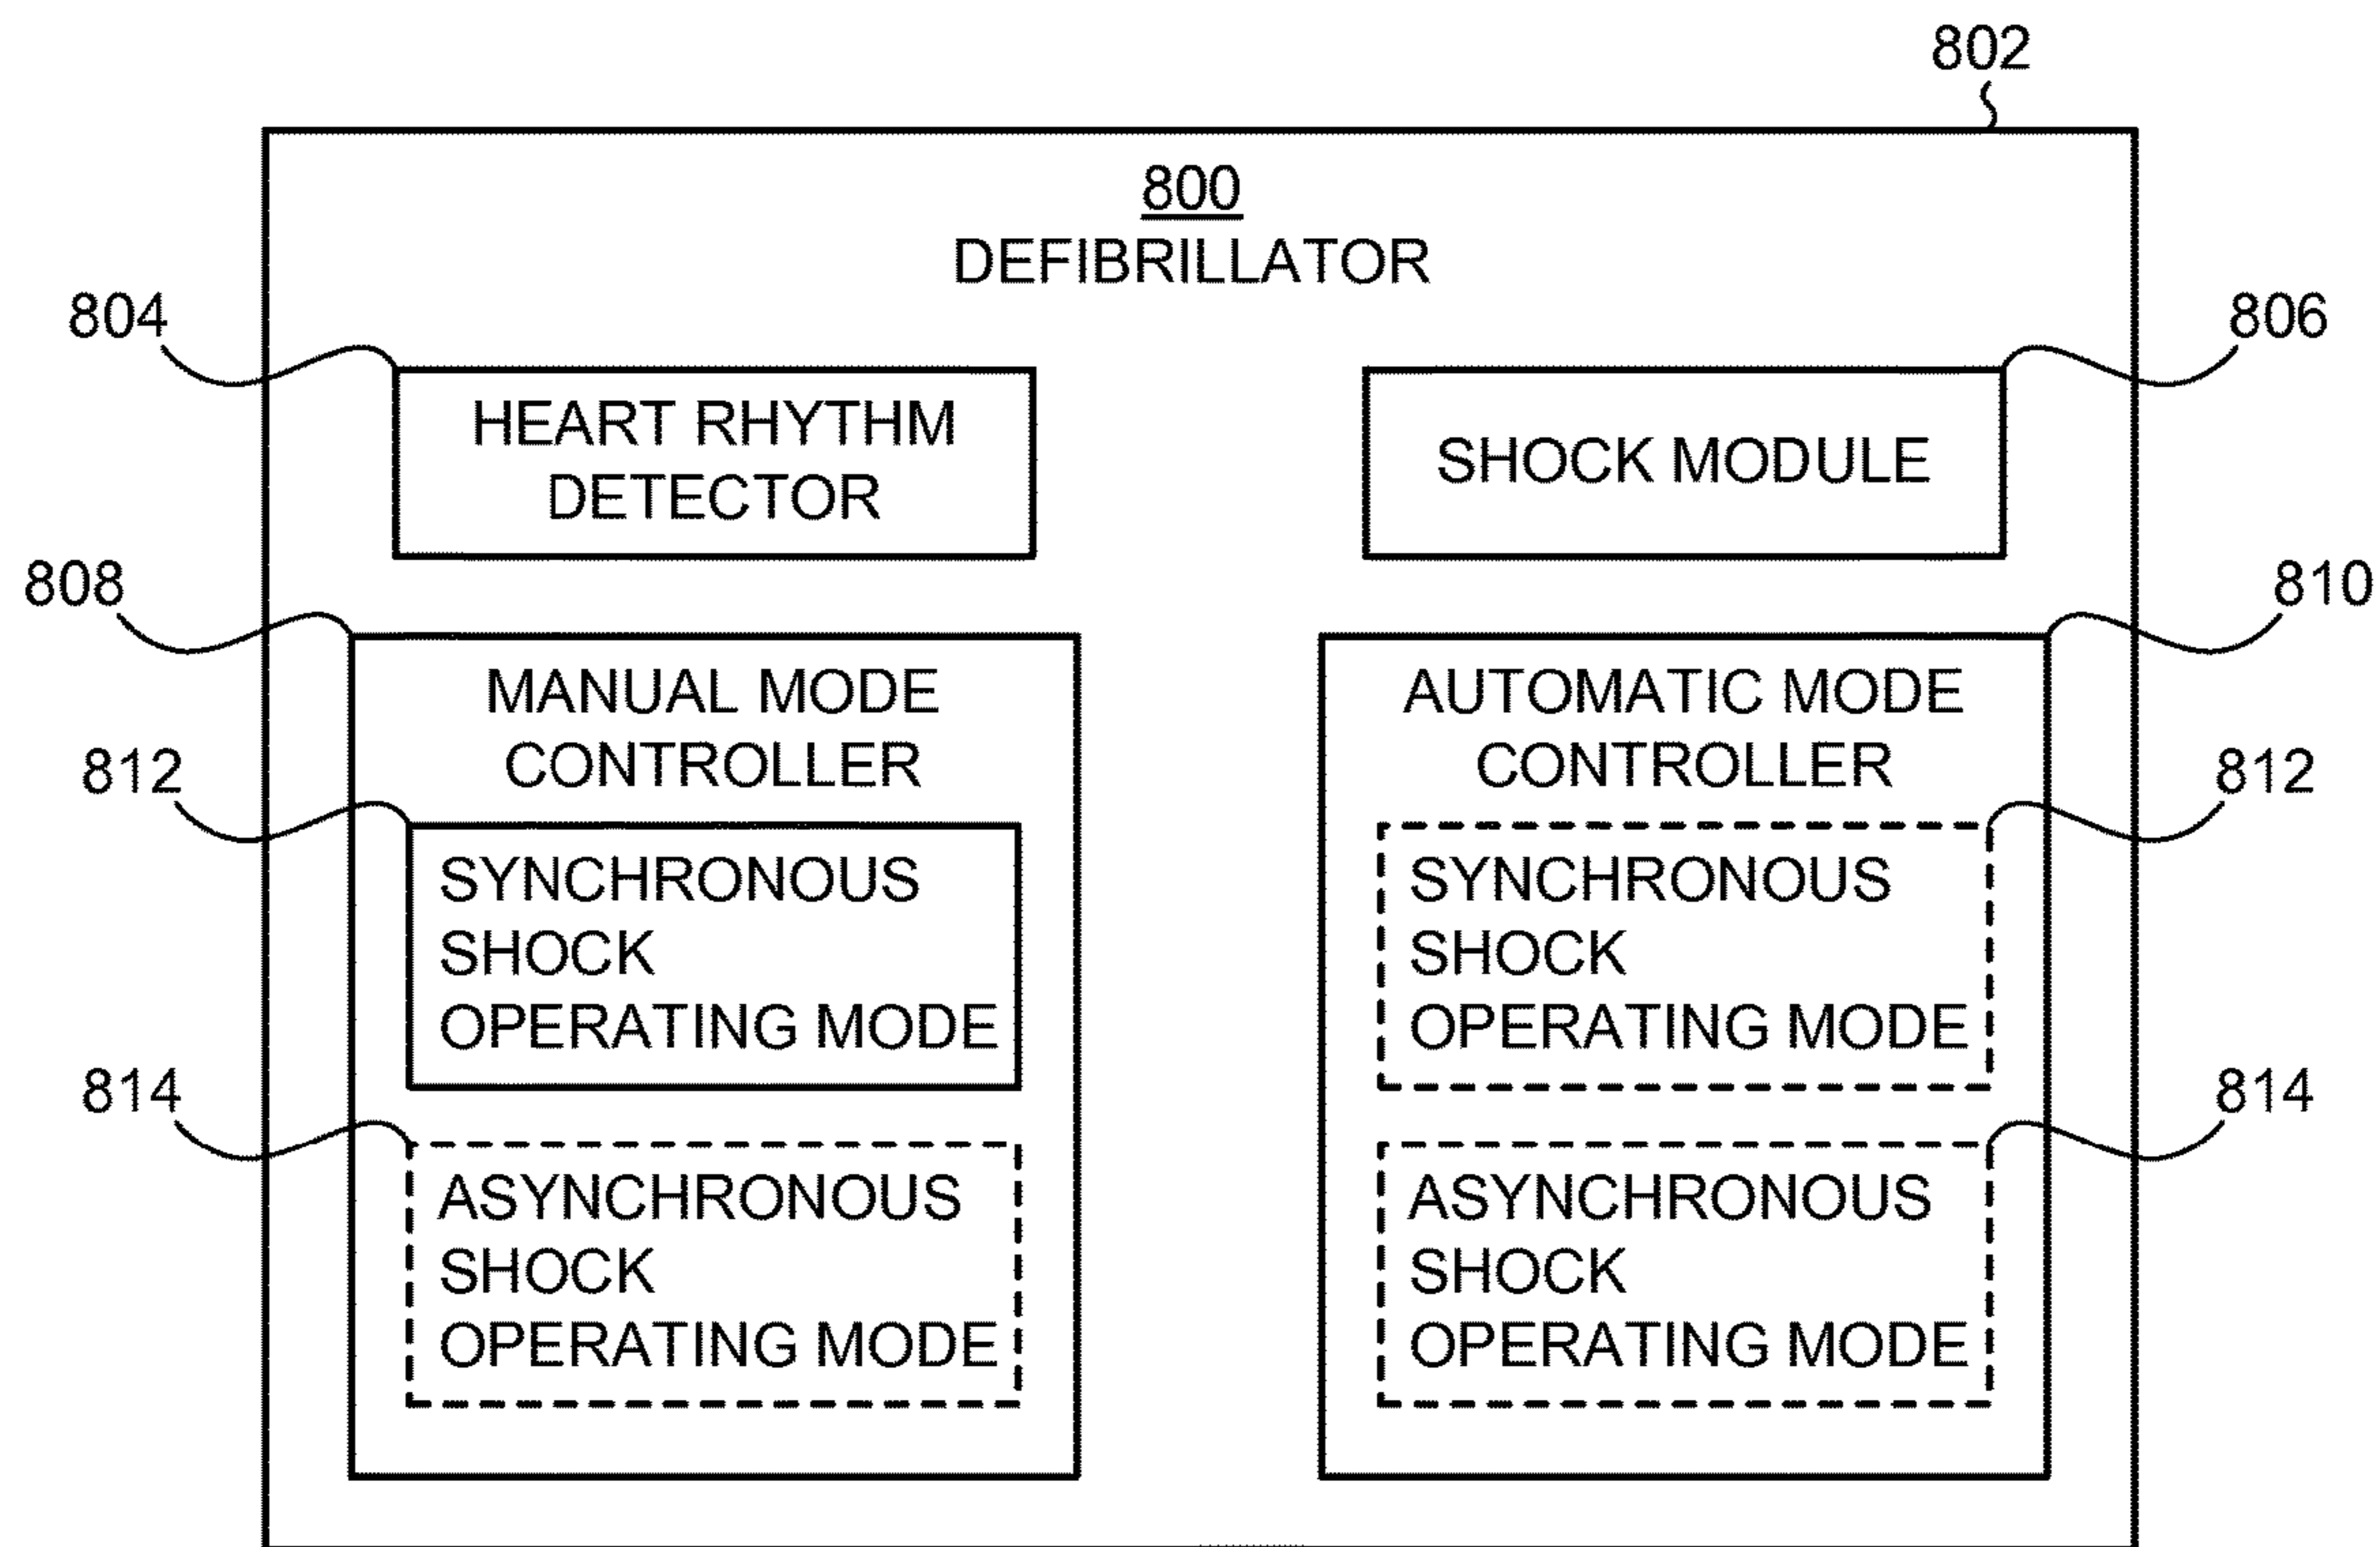 802
800
DEFIBRILLATOR
804
806
HEART RHYTHM
DETECTOR
SHOCK MODULE
808
810
MANUAL MODE
CONTROLLER
AUTOMATIC MODE
CONTROLLER
812
812
SYNCHRONOUS
SHOCK
OPERATING MODE
SYNCHRONOUS
SHOCK
OPERATING MODE
814
814
ASYNCHRONOUS
SHOCK
OPERATING MODE
ASYNCHRONOUS
SHOCK
OPERATING MODE